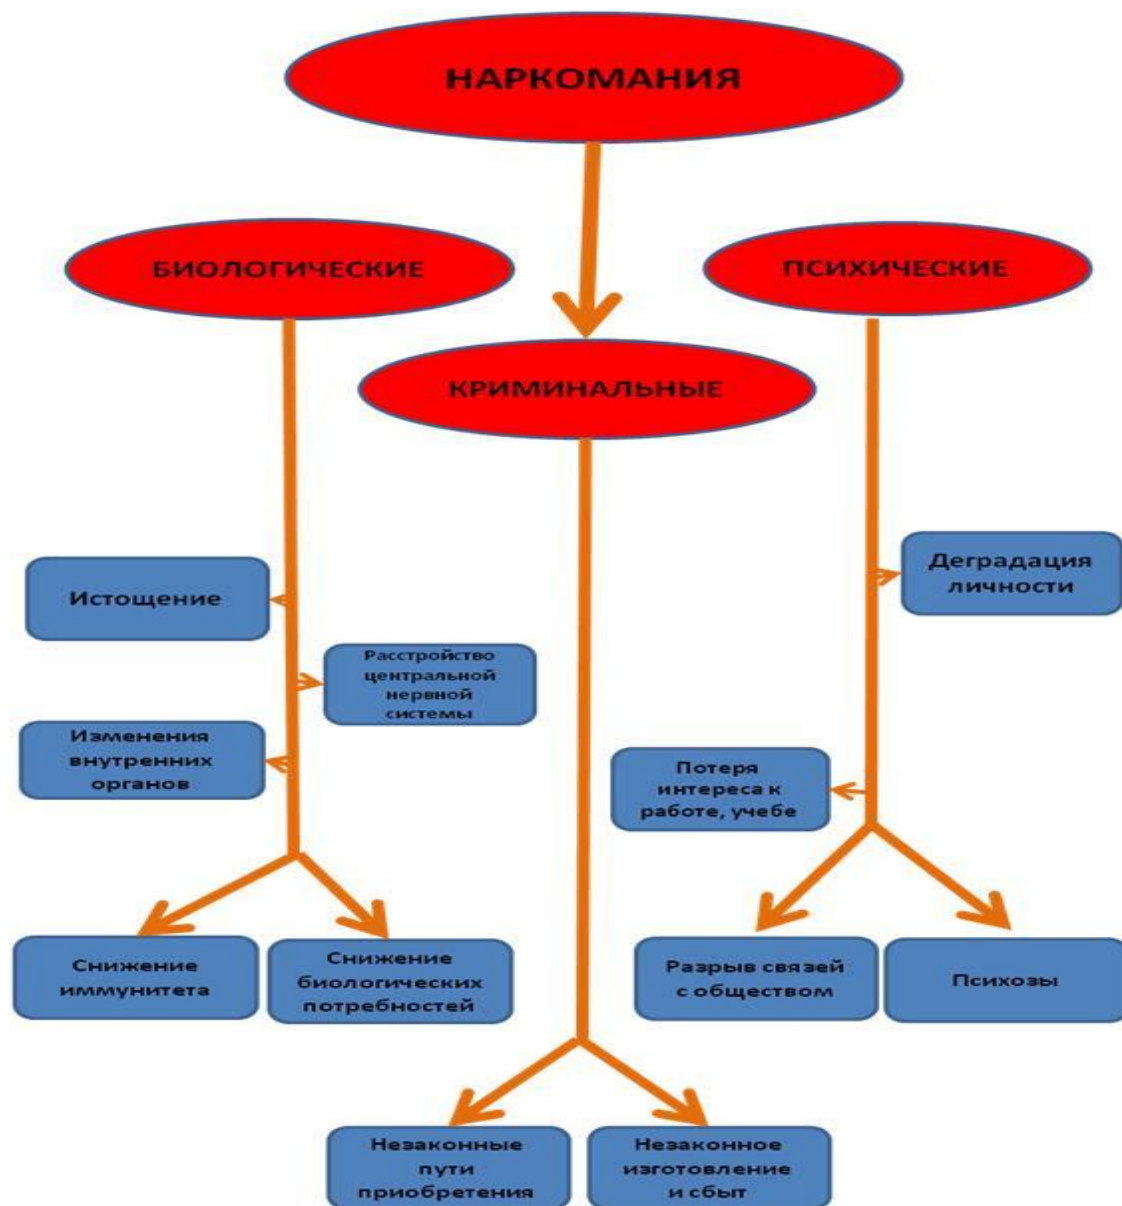 НАРКОМАНИЯ
БИОЛОГИЧЕСКИЕ
ПСИХИЧЕСКИЕ
КРИМИНАЛЬНЫЕ
Истощение
Расстройство
центральной
нервной
системы
Изменения
внутренних
органов
Снижение
иммунитета
Снижение
биологических
потребностей
Незаконные
пути
приобретения
Незаконное
изготовление
и сбыт
Деградация
личности
Потеря
интереса к
работе, учебе
Разрыв связей
с обществом
Психозы